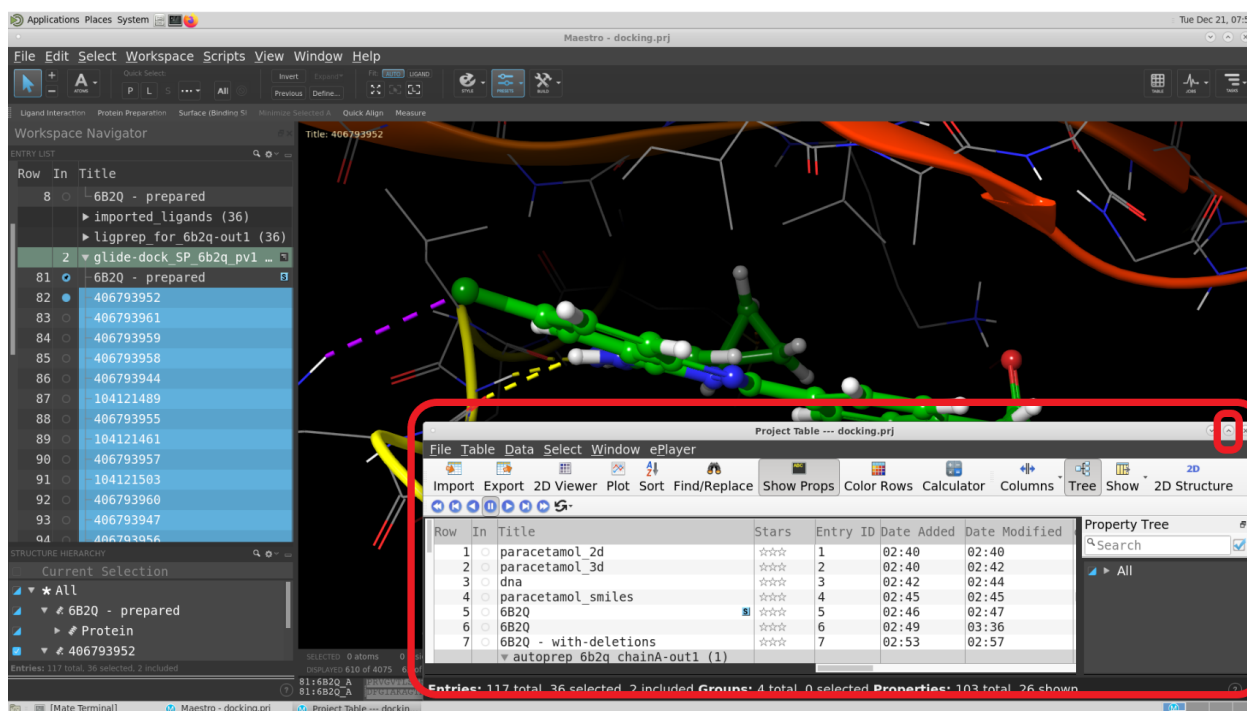 Applications Places System
Tue Dec 21, 07:5
Maestro - docking.prj
File Edit Select Workspace Scripts View Window Help
Quick Select:
Invert Expand*
Fit: AUTO LIGAND
ATOMS
P L S All
Previous Define...
STYLE PRESETS BUILD
TABLE JOBS TASKS
Ligand Interaction Protein Preparation Surface (Binding S Minimize Selected A Quick Align Measure
Workspace Navigator
Title: 406793952
ENTRY LIST
Row In Title
8 6B2Q - prepared
imported_ligands (36)
ligprep_for_6b2q-out1 (36)
2 glide-dock_SP_6b2q_pv1 ...
81 6B2Q - prepared S
82 406793952
83 406793961
84 406793959
85 406793958
86 406793944
87 104121489
88 406793955
89 104121461
90 406793957
91 104121503
92 406793960
93 406793947
94 406793956
STRUCTURE HIERARCHY
Current Selection
All
6B2Q - prepared
Protein
406793952
Entries: 117 total, 36 selected, 2 included
SELECTED 0 atoms
DISPLAYED 610 of 4075
81:6B2Q_A
81:6B2Q_A
Project Table --- docking.prj
File Table Data Select Window ePlayer
Import Export 2D Viewer Plot Sort Find/Replace Show Props Color Rows Calculator Columns Tree Show 2D Structure
2D
Row In Title Stars Entry ID Date Added Date Modified
1 paracetamol_2d ☆☆☆ 1 02:40 02:40
2 paracetamol_3d ☆☆☆ 2 02:40 02:42
3 dna ☆☆☆ 3 02:42 02:44
4 paracetamol_smiles ☆☆☆ 4 02:45 02:45
5 6B2Q S ☆☆☆ 5 02:46 02:47
6 6B2Q ☆☆☆ 6 02:49 03:36
7 6B2Q - with-deletions ☆☆☆ 7 02:53 02:57
autoprep 6b2q chainA-out1 (1)
Property Tree
Search
All
Entries: 117 total, 36 selected, 2 included Groups: 4 total, 0 selected Properties: 103 total, 26 shown
[Mate Terminal] Maestro - docking.prj Project Table --- dockin...